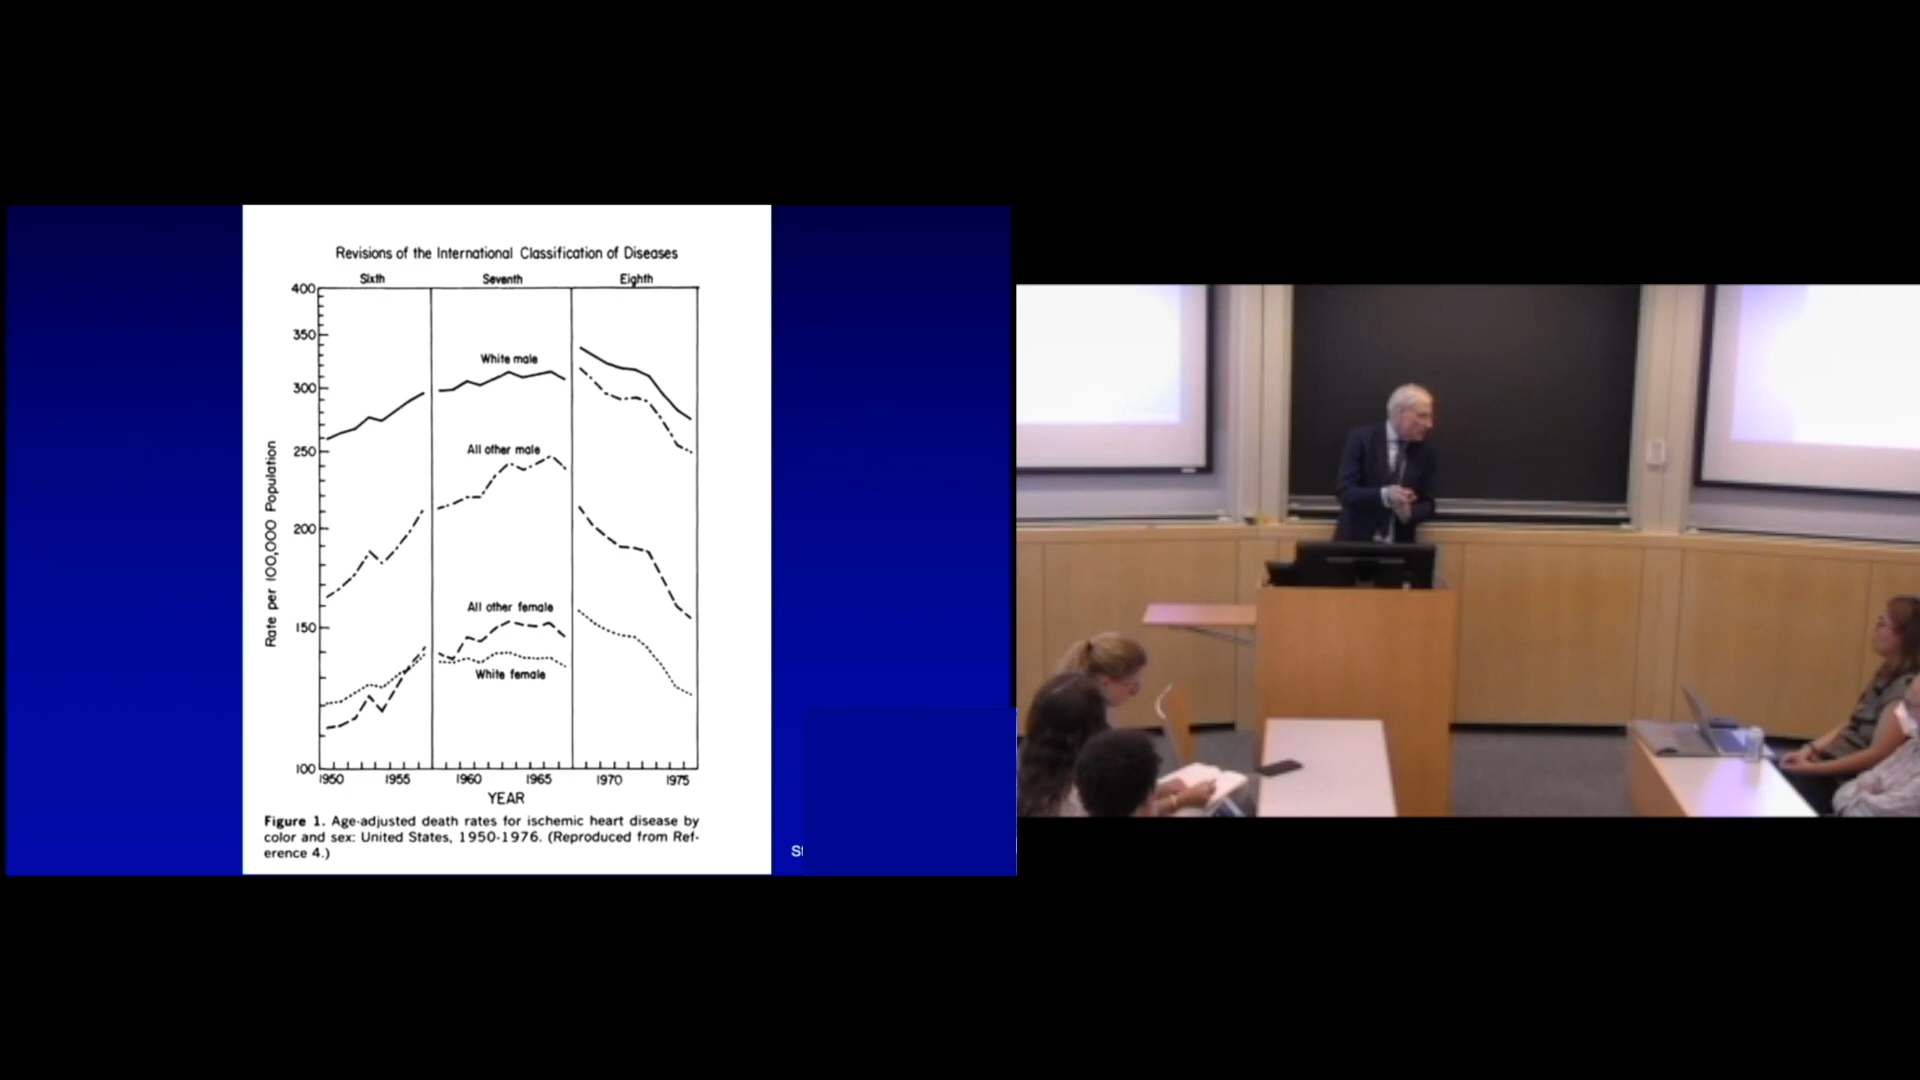 Revisions of the International Classification of Diseases
Sixth Seventh Eighth
400
350
300
250
200
150
100
Rate per 100,000 Population
White male
All other male
All other female
White female
1950 1955 1960 1965 1970 1975
YEAR
Figure 1. Age-adjusted death rates for ischemic heart disease by
color and sex: United States, 1950-1976. (Reproduced from Ref-
erence 4.)